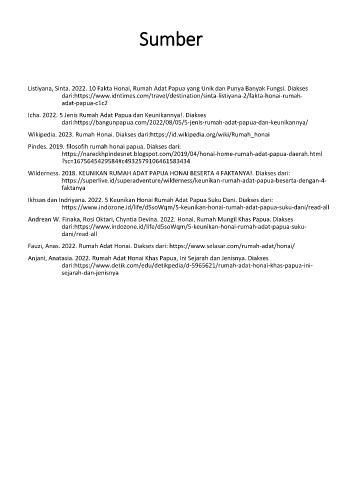 Sumber
Listiyana, Sinta. 2022. 10 Fakta Honai, Rumah Adat Papua yang Unik dan Punya Banyak Fungsi. Diakses
dari:https://www.idntimes.com/travel/destination/sinta-listiyana-2/fakta-honai-rumah-
adat-papua-c1c2
Icha. 2022. 5 Jenis Rumah Adat Papua dan Keunikannya!. Diakses
dari:https://bangunpapua.com/2022/08/05/5-jenis-rumah-adat-papua-dan-keunikannya/
Wikipedia. 2023. Rumah Honai. Diakses dari:https://id.wikipedia.org/wiki/Rumah_honai
Pindes. 2019. filosofih rumah honai papua. Diakses dari:
https://nareckhpindesnet.blogspot.com/2019/04/honai-home-rumah-adat-papua-daerah.html
?sc=1675645629584#c4932579106461583434
Wilderness. 2018. KEUNIKAN RUMAH ADAT PAPUA HONAI BESERTA 4 FAKTANYA!. Diakses dari:
https://superlive.id/superadventure/wilderness/keunikan-rumah-adat-papua-beserta-dengan-4-
faktanya
Ikhsan dan Indriyana. 2022. 5 Keunikan Honai Rumah Adat Papua Suku Dani. Diakses dari:
https://www.indozone.id/life/d5soWqm/5-keunikan-honai-rumah-adat-papua-suku-dani/read-all
Andrean W. Finaka, Rosi Oktari, Chyntia Devina. 2022. Honai, Rumah Mungil Khas Papua. Diakses
dari:https://www.indozone.id/life/d5soWqm/5-keunikan-honai-rumah-adat-papua-suku-
dani/read-all
Fauzi, Anas. 2022. Rumah Adat Honai. Diakses dari: https://www.selasar.com/rumah-adat/honai/
Anjani, Anatasia. 2022. Rumah Adat Honai Khas Papua, Ini Sejarah dan Jenisnya. Diakses
dari:https://www.detik.com/edu/detikpedia/d-5965621/rumah-adat-honai-khas-papua-ini-
sejarah-dan-jenisnya